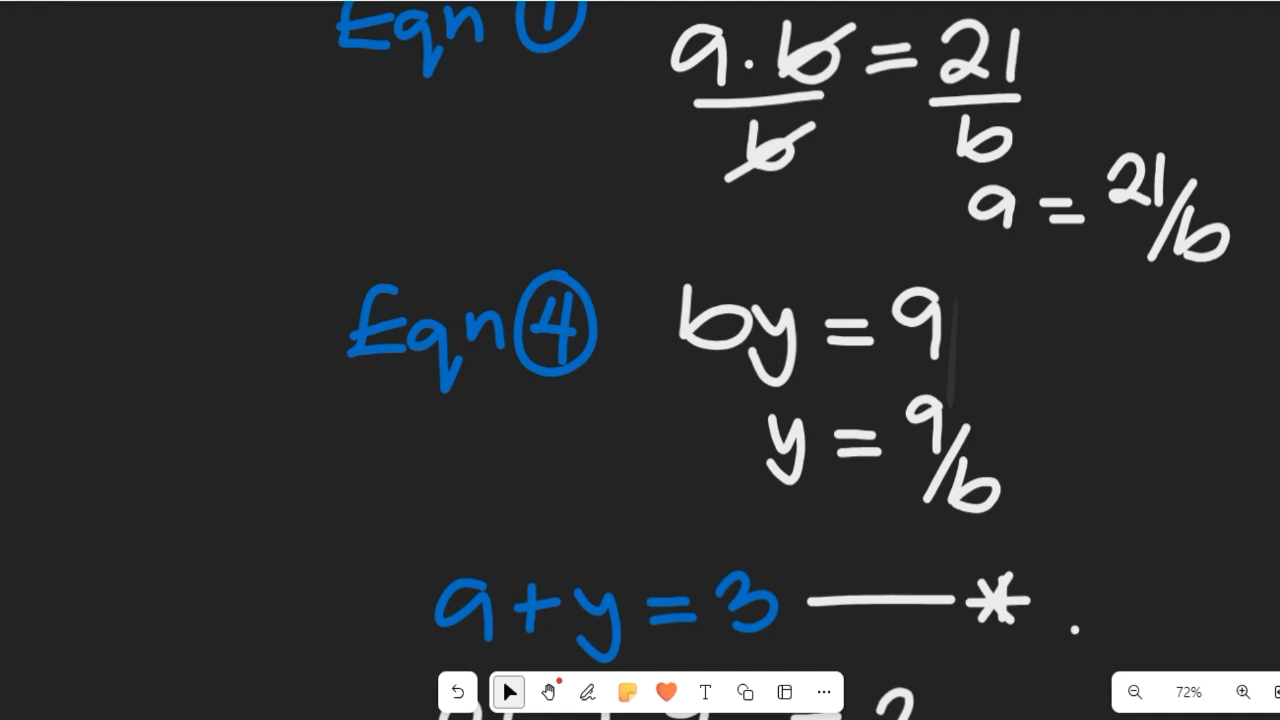 Eqn ①
a . b = 21
b b
a = 21/b
Eqn ④ by = 9
y = 9/b
a + y = 3 —— * .
T ... 72%